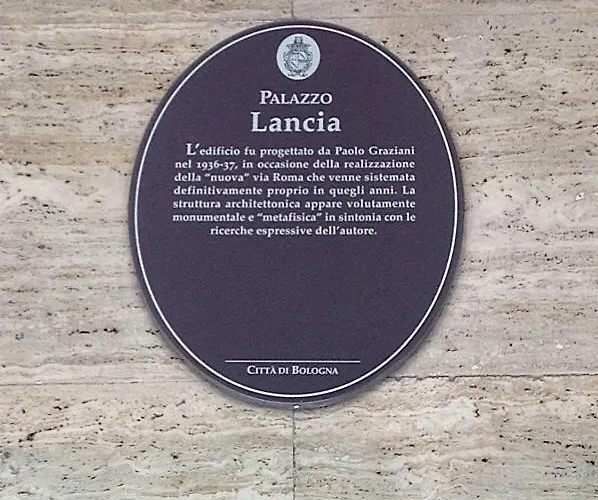 PALAZZO
Lancia
L'edificio fu progettato da Paolo Graziani
nel 1936-37, in occasione della realizzazione
della “nuova” via Roma che venne sistemata
definitivamente proprio in quegli anni. La
struttura architettonica appare volutamente
monumentale e “metafisica” in sintonia con le
ricerche espressive dell'autore.
CITTÀ DI BOLOGNA